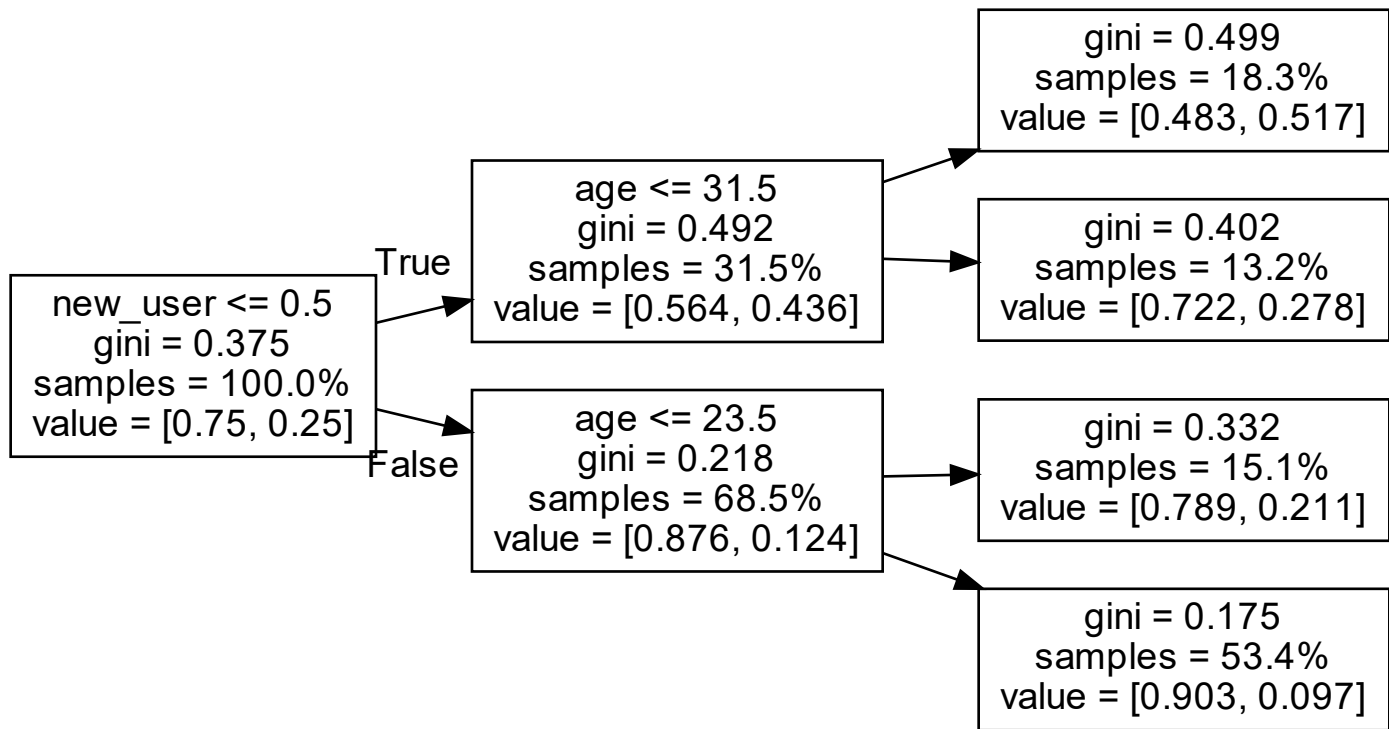 new_user <= 0.5
gini = 0.375
samples = 100.0%
value = [0.75, 0.25]
True
False
age <= 31.5
gini = 0.492
samples = 31.5%
value = [0.564, 0.436]
age <= 23.5
gini = 0.218
samples = 68.5%
value = [0.876, 0.124]
gini = 0.499
samples = 18.3%
value = [0.483, 0.517]
gini = 0.402
samples = 13.2%
value = [0.722, 0.278]
gini = 0.332
samples = 15.1%
value = [0.789, 0.211]
gini = 0.175
samples = 53.4%
value = [0.903, 0.097]